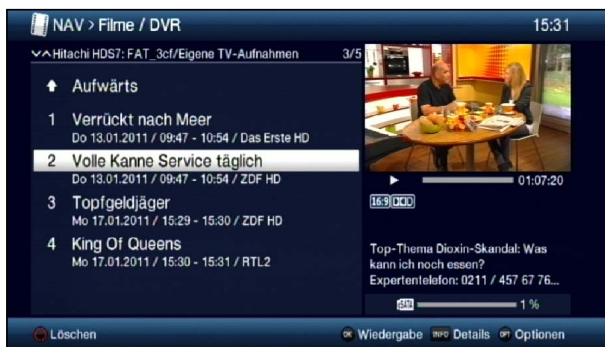 NAV > Filme / DVR
15:31
Hitachi HDS7: FAT_3cf/Eigene TV-Aufnahmen 3/5
Aufwärts
1 Verrückt nach Meer
Do 13.01.2011 / 09:47 - 10:54 / Das Erste HD
2 Volle Kanne Service täglich
Do 13.01.2011 / 09:47 - 10:54 / ZDF HD
3 Topfgeldjäger
Mo 17.01.2011 / 15:29 - 15:30 / ZDF HD
4 King Of Queens
Mo 17.01.2011 / 15:30 - 15:31 / RTL2
01:07:20
16:9
Top-Thema Dioxin-Skandal: Was
kann ich noch essen?
Expertentelefon: 0211 / 457 67 76...
eSATA 1 %
Löschen
OK Wiedergabe INFO Details OPT Optionen